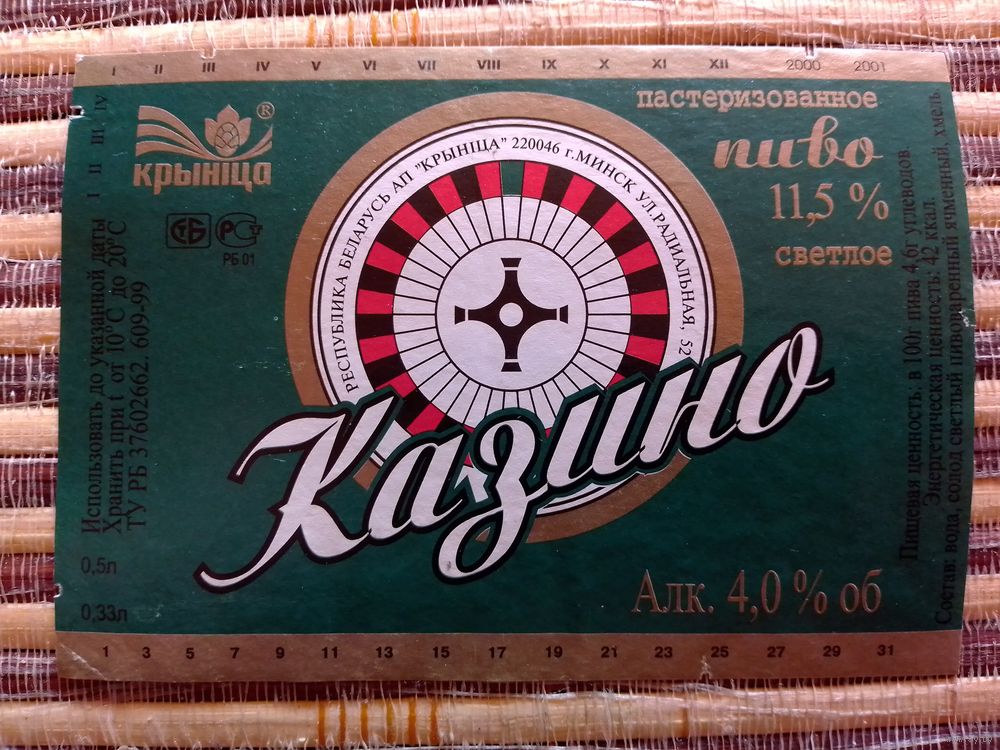 I II III IV V VI VII VIII IX X XI XII 2000 2001
I II III IV
Крынiца ®
СТБ РСТ
РБ 01
Использовать до указанной даты
Хранить при t от 10°С до 20°С
ТУ РБ 37602662. 609-99
0,5л
0,33л
РЕСПУБЛИКА БЕЛАРУСЬ АП "КРЫНIЦА" 220046 г.МИНСК УЛ.РАДИАЛЬНАЯ, 52
Казино
пастеризованное
пиво
11,5 %
светлое
Алк. 4,0 % об
Пищевая ценность: в 100г пива 4,6г углеводов.
Энергетическая ценность: 42 ккал.
Состав: вода, солод светлый пивоваренный ячменный, хмель
1 3 5 7 9 11 13 15 17 19 21 23 25 27 29 31